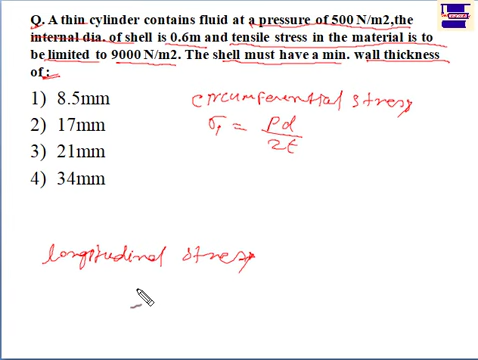 Q. A thin cylinder contains fluid at a pressure of 500 N/m2,the
internal dia. of shell is 0.6m and tensile stress in the material is to
be limited to 9000 N/m2. The shell must have a min. wall thickness
of :
1) 8.5mm
2) 17mm
3) 21mm
4) 34mm
circumferential stress
σ₁ = Pd / 2t
longitudinal stress